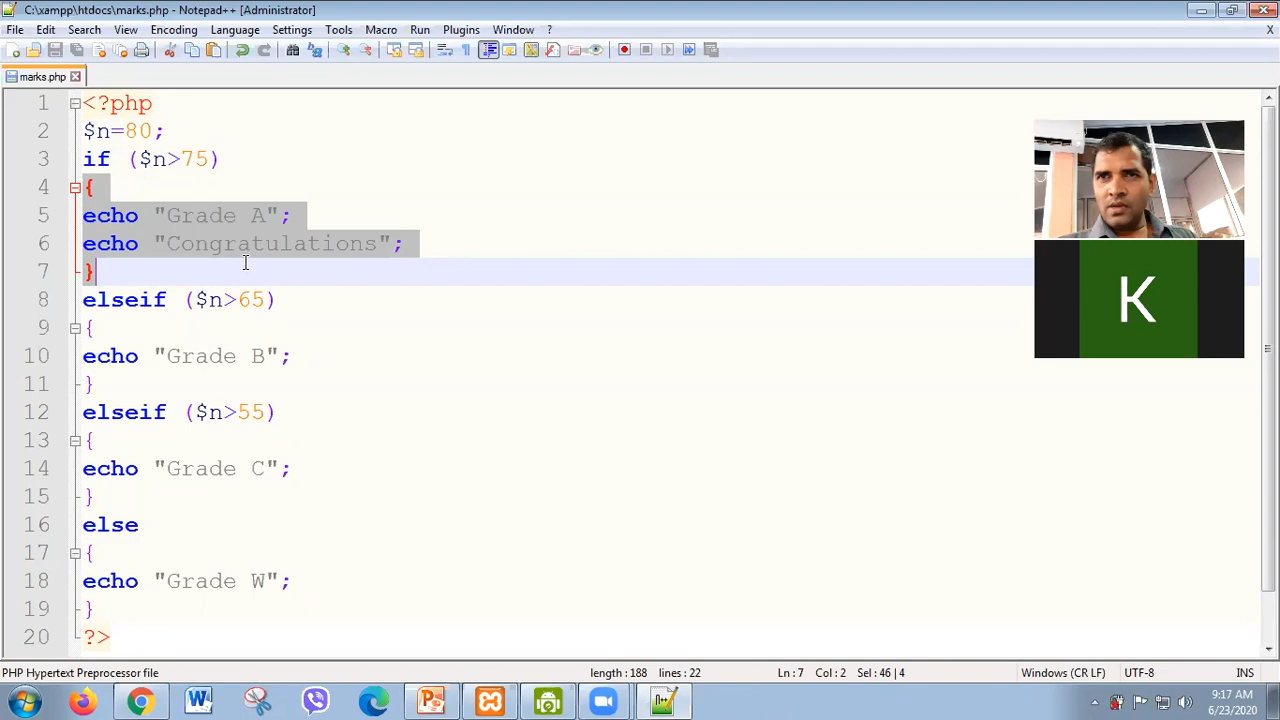 C:\xampp\htdocs\marks.php - Notepad++ [Administrator]
File Edit Search View Encoding Language Settings Tools Macro Run Plugins Window ? X
marks.php
1 <?php
2 $n=80;
3 if ($n>75)
4 {
5 echo "Grade A";
6 echo "Congratulations";
7 }
8 elseif ($n>65)
9 {
10 echo "Grade B";
11 }
12 elseif ($n>55)
13 {
14 echo "Grade C";
15 }
16 else
17 {
18 echo "Grade W";
19 }
20 ?>
K
PHP Hypertext Preprocessor file length : 188 lines : 22 Ln : 7 Col : 2 Sel : 46 | 4 Windows (CR LF) UTF-8 INS
9:17 AM
6/23/2020